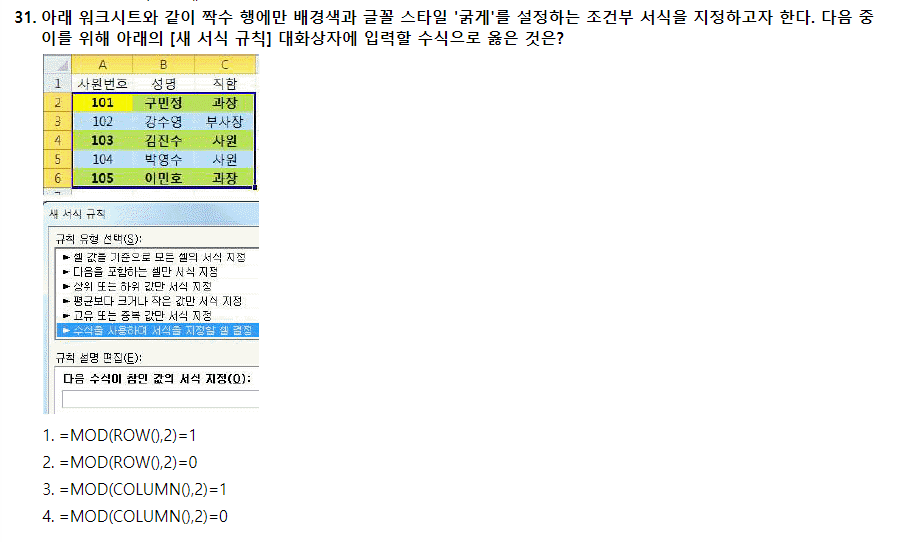 31. 아래 워크시트와 같이 짝수 행에만 배경색과 글꼴 스타일 '굵게'를 설정하는 조건부 서식을 지정하고자 한다. 다음 중
이를 위해 아래의 [새 서식 규칙] 대화상자에 입력할 수식으로 옳은 것은?
A B C
1 사원번호 성명 직함
2 101 구민정 과장
3 102 강수영 부사장
4 103 김진수 사원
5 104 박영수 사원
6 105 이민호 과장
새 서식 규칙
규칙 유형 선택(S):
► 셀 값을 기준으로 모든 셀의 서식 지정
► 다음을 포함하는 셀만 서식 지정
► 상위 또는 하위 값만 서식 지정
► 평균보다 크거나 작은 값만 서식 지정
► 고유 또는 중복 값만 서식 지정
► 수식을 사용하여 서식을 지정할 셀 결정
규칙 설명 편집(E):
다음 수식이 참인 값의 서식 지정(O):
1. =MOD(ROW(),2)=1
2. =MOD(ROW(),2)=0
3. =MOD(COLUMN(),2)=1
4. =MOD(COLUMN(),2)=0